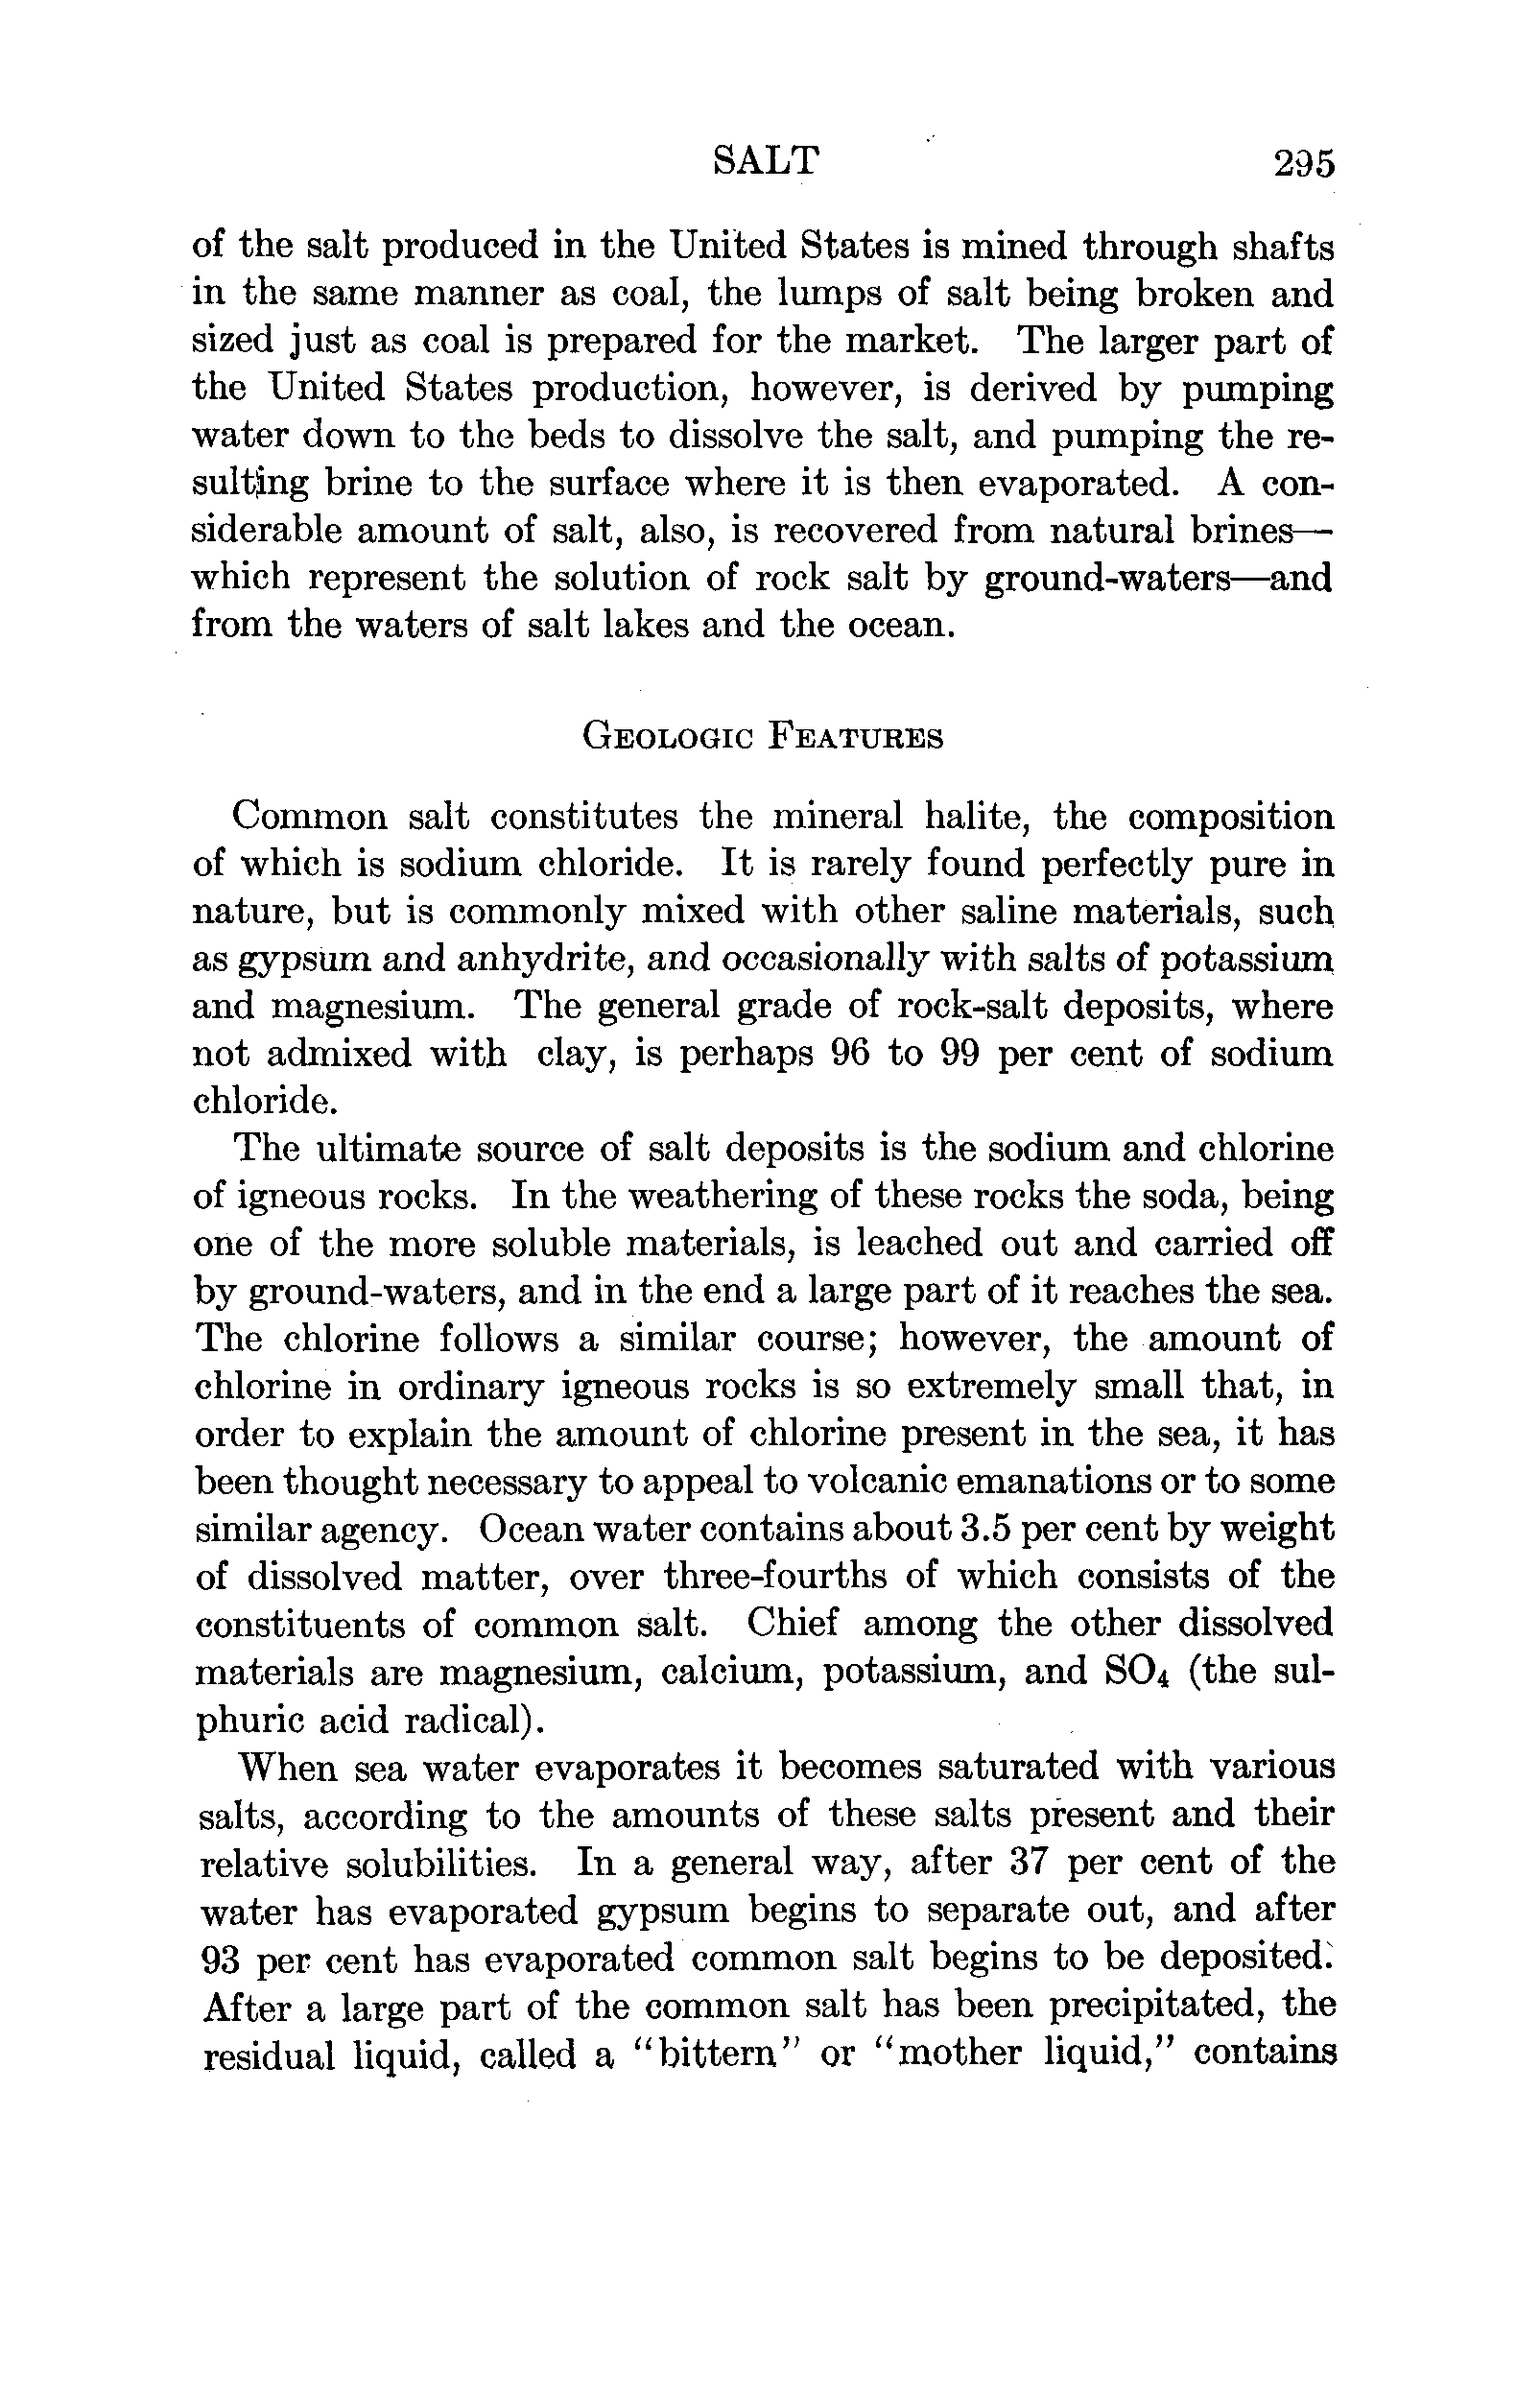 SALT 295
of the salt produced in the United States is mined through shafts
in the same manner as coal, the lumps of salt being broken and
sized just as coal is prepared for the market. The larger part of
the United States production, however, is derived by pumping
water down to the beds to dissolve the salt, and pumping the re-
sulting brine to the surface where it is then evaporated. A con-
siderable amount of salt, also, is recovered from natural brines—
which represent the solution of rock salt by ground-waters—and
from the waters of salt lakes and the ocean.
GEOLOGIC FEATURES
Common salt constitutes the mineral halite, the composition
of which is sodium chloride. It is rarely found perfectly pure in
nature, but is commonly mixed with other saline materials, such
as gypsum and anhydrite, and occasionally with salts of potassium
and magnesium. The general grade of rock-salt deposits, where
not admixed with clay, is perhaps 96 to 99 per cent of sodium
chloride.
The ultimate source of salt deposits is the sodium and chlorine
of igneous rocks. In the weathering of these rocks the soda, being
one of the more soluble materials, is leached out and carried off
by ground-waters, and in the end a large part of it reaches the sea.
The chlorine follows a similar course; however, the amount of
chlorine in ordinary igneous rocks is so extremely small that, in
order to explain the amount of chlorine present in the sea, it has
been thought necessary to appeal to volcanic emanations or to some
similar agency. Ocean water contains about 3.5 per cent by weight
of dissolved matter, over three-fourths of which consists of the
constituents of common salt. Chief among the other dissolved
materials are magnesium, calcium, potassium, and SO₄ (the sul-
phuric acid radical).
When sea water evaporates it becomes saturated with various
salts, according to the amounts of these salts present and their
relative solubilities. In a general way, after 37 per cent of the
water has evaporated gypsum begins to separate out, and after
93 per cent has evaporated common salt begins to be deposited.
After a large part of the common salt has been precipitated, the
residual liquid, called a “bittern” or “mother liquid,” contains